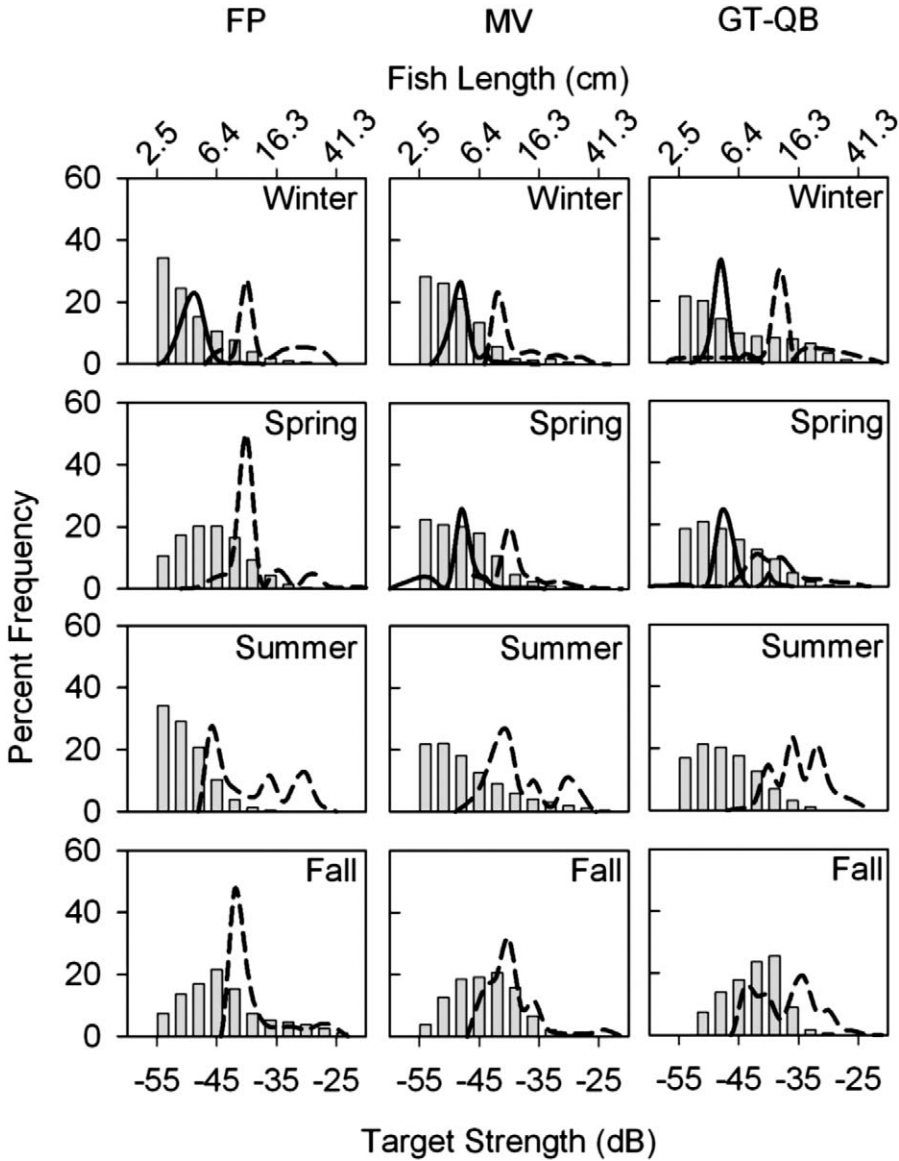 FP MV GT-QB
Fish Length (cm)
2.5 6.4 16.3 41.3 2.5 6.4 16.3 41.3 2.5 6.4 16.3 41.3
60 Winter Winter Winter
40
20
0
60 Spring Spring Spring
40
20
0
Percent Frequency
60 Summer Summer Summer
40
20
0
60 Fall Fall Fall
40
20
0
-55 -45 -35 -25 -55 -45 -35 -25 -55 -45 -35 -25
Target Strength (dB)